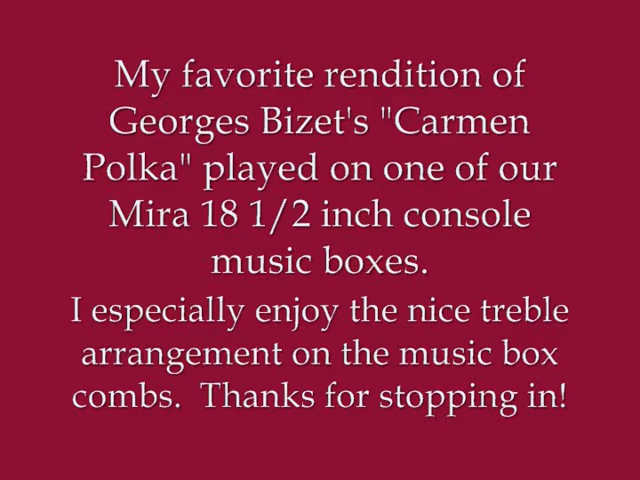 My favorite rendition of
Georges Bizet's "Carmen
Polka" played on one of our
Mira 18 1/2 inch console
music boxes.
I especially enjoy the nice treble
arrangement on the music box
combs.  Thanks for stopping in!